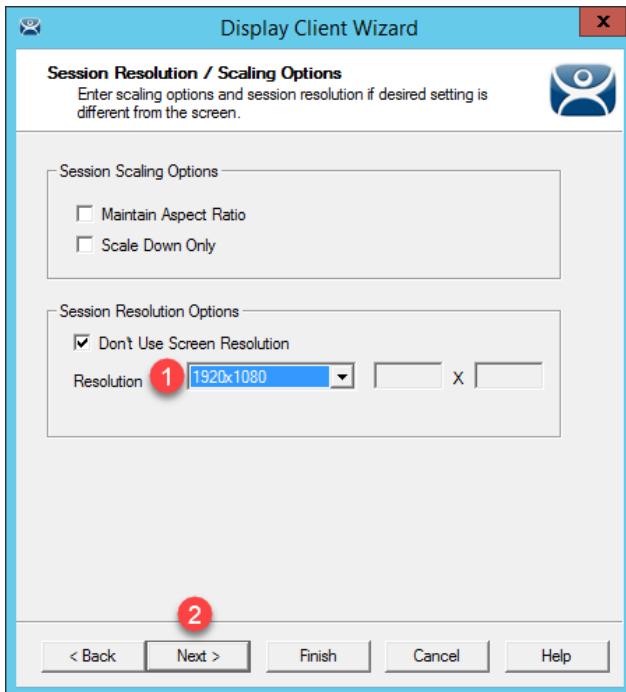 Display Client Wizard
x
Session Resolution / Scaling Options
Enter scaling options and session resolution if desired setting is
different from the screen.
Session Scaling Options
Maintain Aspect Ratio
Scale Down Only
Session Resolution Options
Don't Use Screen Resolution
Resolution 1 1920x1080 X
2
< Back Next > Finish Cancel Help